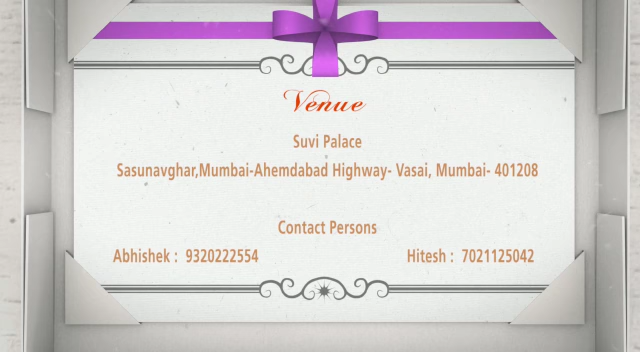 Venue
Suvi Palace
Sasunavghar,Mumbai-Ahemdabad Highway- Vasai, Mumbai- 401208
Contact Persons
Abhishek : 9320222554 Hitesh : 7021125042